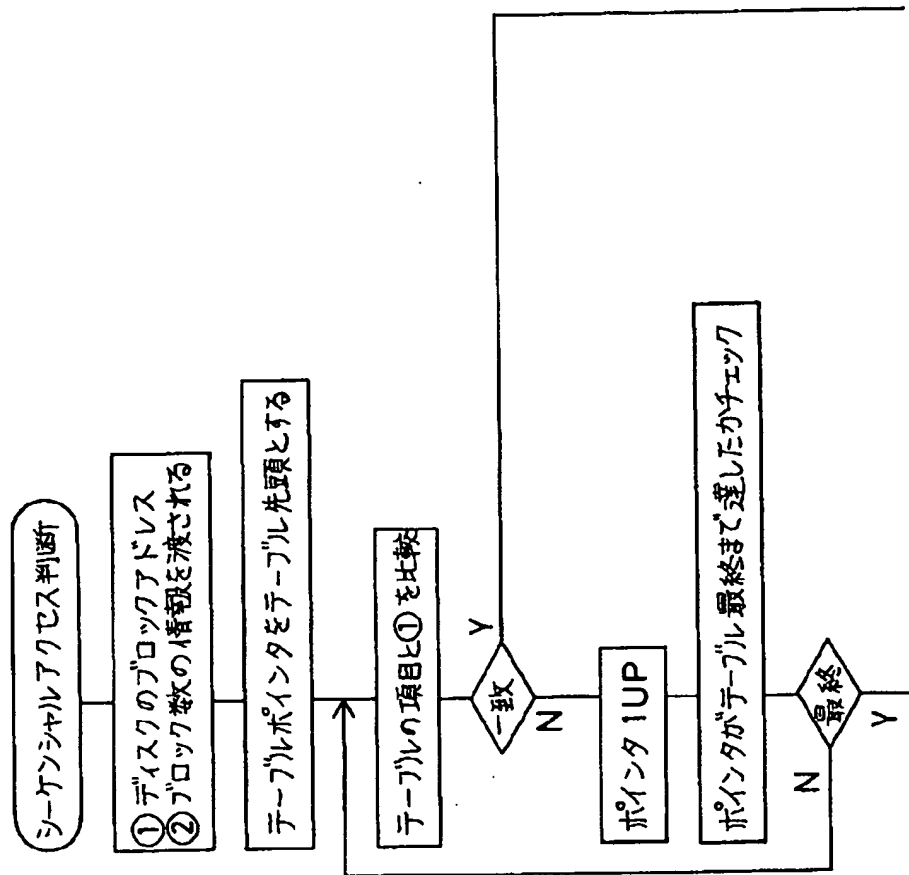 シーケンシャルアクセス判断
①ディスクのブロックアドレス
②ブロック数の情報を渡される
テーブルポインタをテーブル先頭とする
テーブルの項目と①を比較
一致
Y
N
ポインタ1UP
ポインタがテーブル最終まで達したかチェック
最終
N
Y